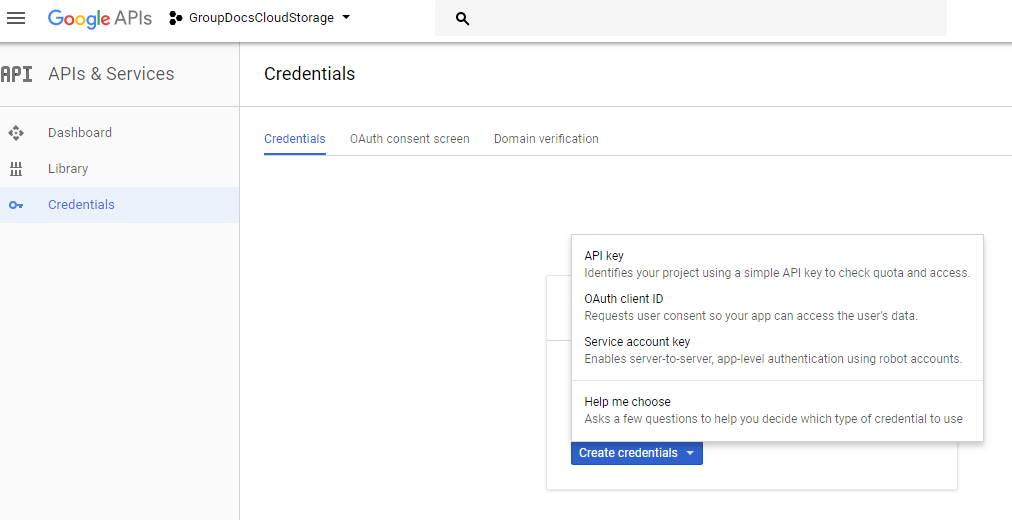 Google APIs GroupDocsCloudStorage
API APIs & Services
Credentials
Dashboard
Library
Credentials
Credentials OAuth consent screen Domain verification
API key
Identifies your project using a simple API key to check quota and access.
OAuth client ID
Requests user consent so your app can access the user's data.
Service account key
Enables server-to-server, app-level authentication using robot accounts.
Help me choose
Asks a few questions to help you decide which type of credential to use
Create credentials